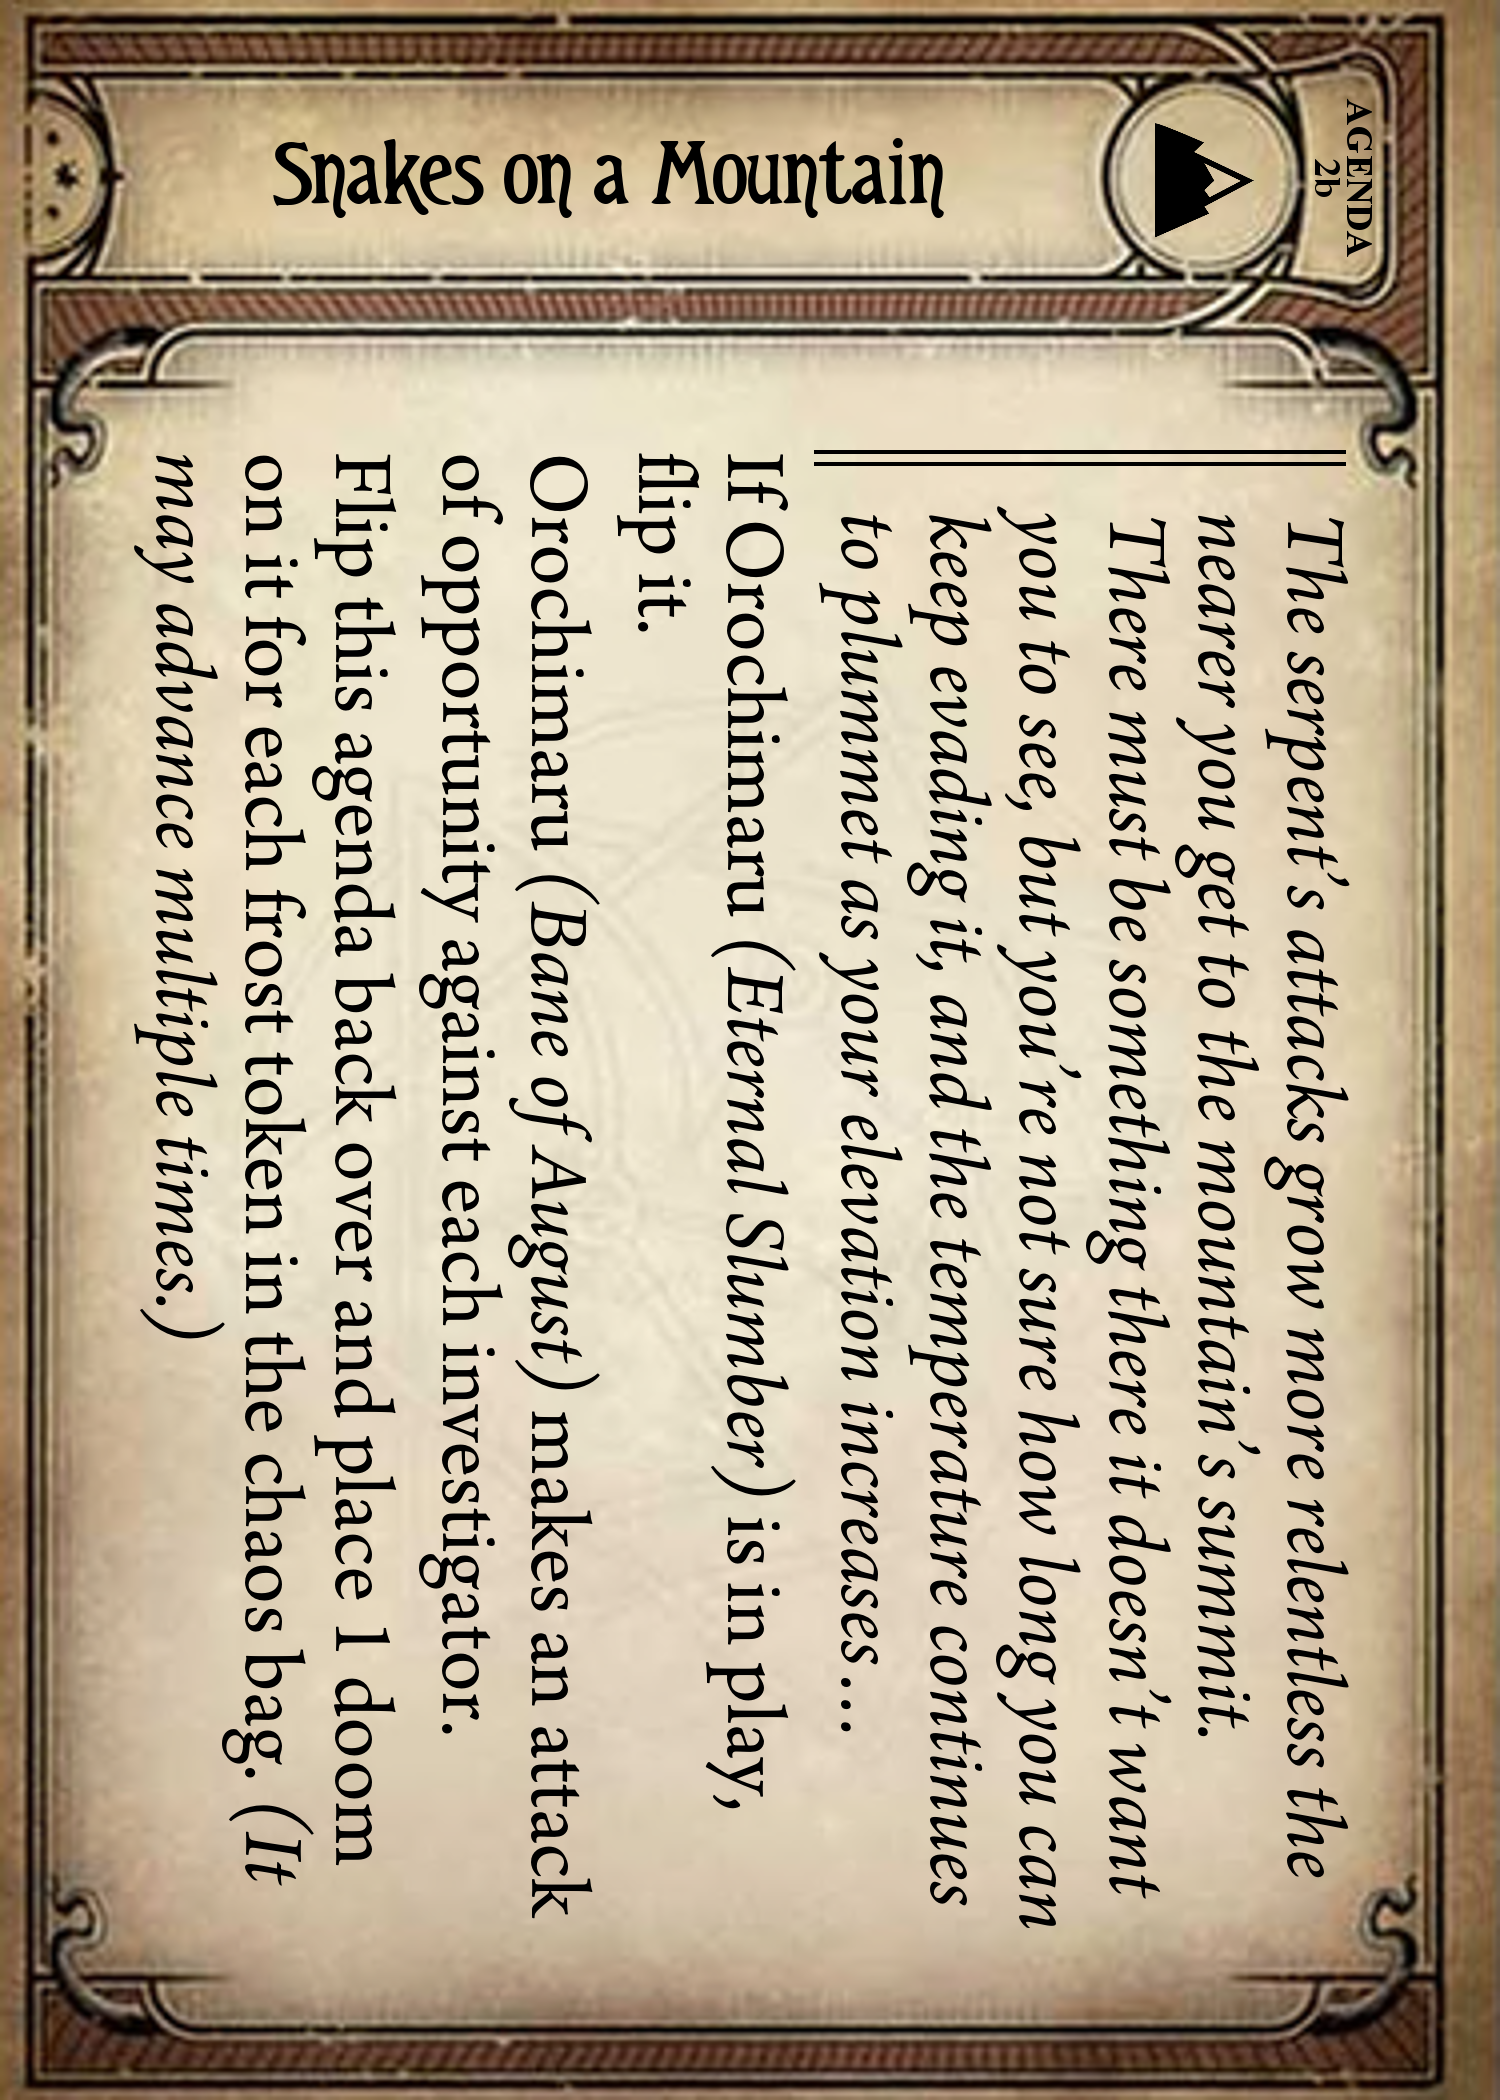 AGENDA
2b
Snakes on a Mountain
The serpent's attacks grow more relentless the
nearer you get to the mountain's summit.
There must be something there it doesn't want
you to see, but you're not sure how long you can
keep evading it, and the temperature continues
to plummet as your elevation increases…
If Orochimaru (Eternal Slumber) is in play,
flip it.
Orochimaru (Bane of August) makes an attack
of opportunity against each investigator.
Flip this agenda back over and place 1 doom
on it for each frost token in the chaos bag. (It
may advance multiple times.)